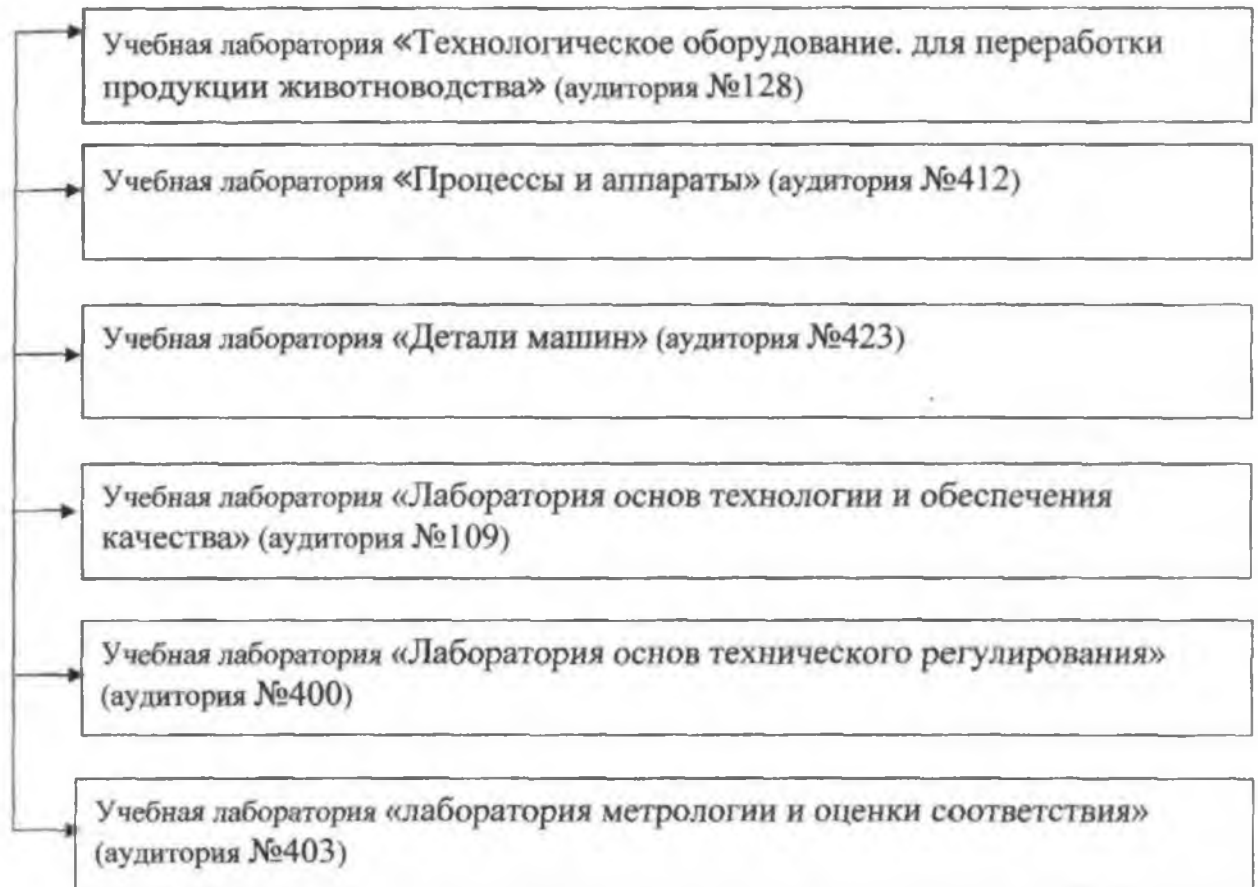 Учебная лаборатория «Технологическое оборудование. для переработки
продукции животноводства» (аудитория №128)
Учебная лаборатория «Процессы и аппараты» (аудитория №412)
Учебная лаборатория «Детали машин» (аудитория №423)
Учебная лаборатория «Лаборатория основ технологии и обеспечения
качества» (аудитория №109)
Учебная лаборатория «Лаборатория основ технического регулирования»
(аудитория №400)
Учебная лаборатория «лаборатория метрологии и оценки соответствия»
(аудитория №403)